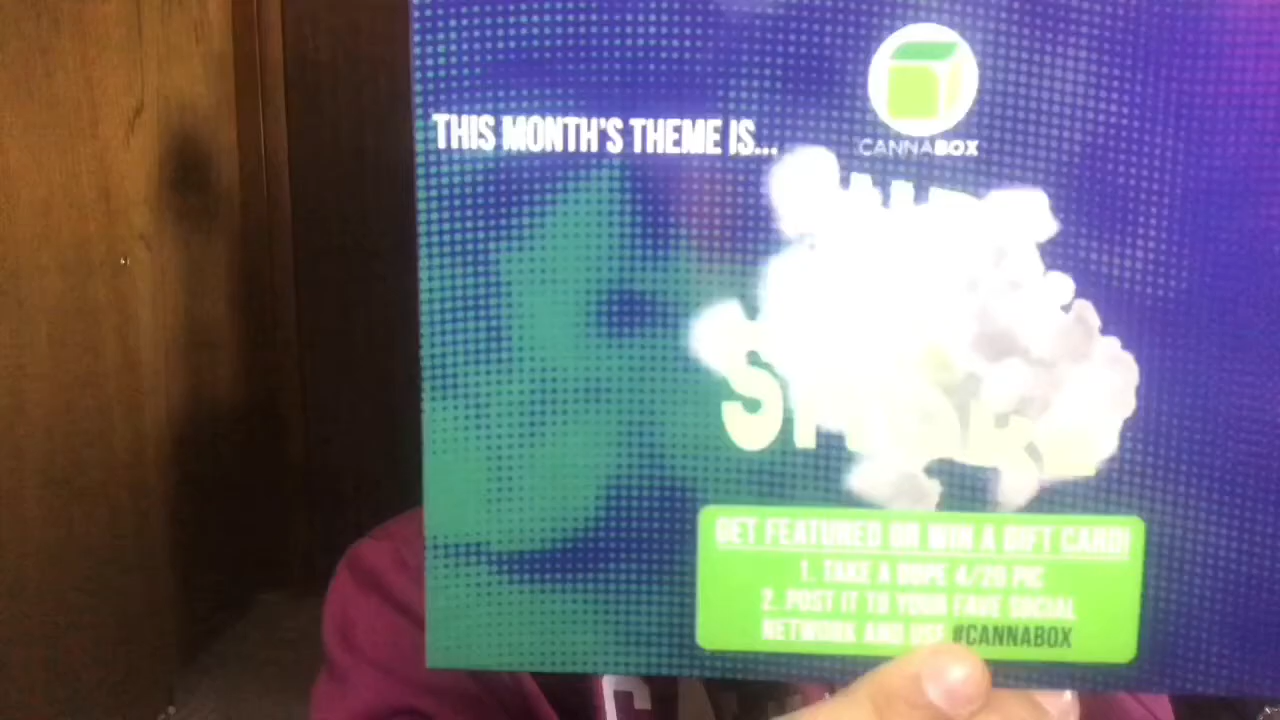 CANNABOX
THIS MONTH'S THEME IS...
GET FEATURED OR WIN A GIFT CARD!
1. TAKE A DOPE 4/20 PIC
2. POST IT TO YOUR FAVE SOCIAL
NETWORK AND USE #CANNABOX